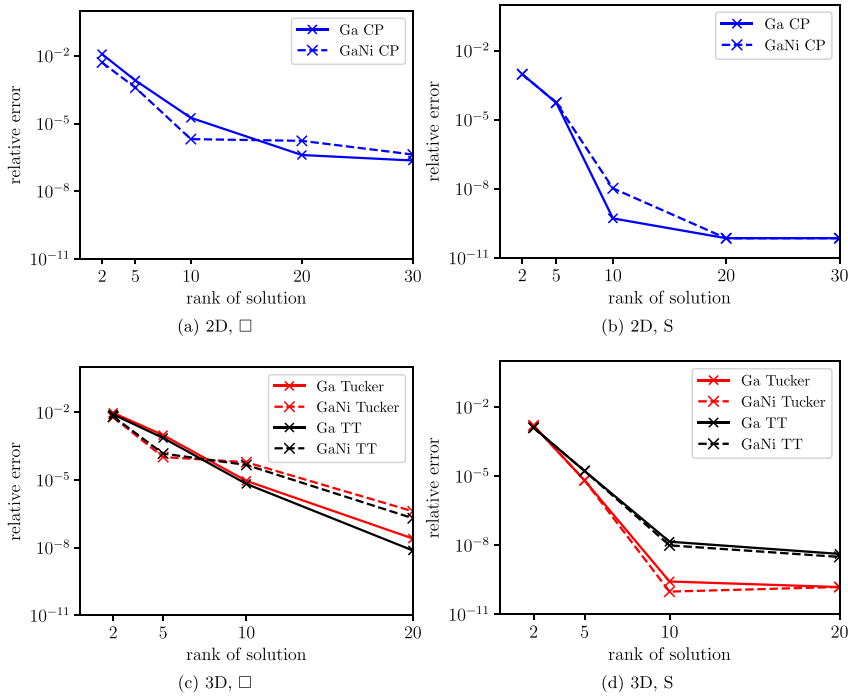 Ga CP
GaNi CP
10^−2
10^−5
10^−8
10^−11
relative error
2 5 10 20 30
rank of solution
(a) 2D, □
Ga CP
GaNi CP
10^−2
10^−5
10^−8
10^−11
relative error
2 5 10 20 30
rank of solution
(b) 2D, S
Ga Tucker
GaNi Tucker
Ga TT
GaNi TT
10^−2
10^−5
10^−8
10^−11
relative error
2 5 10 20
rank of solution
(c) 3D, □
Ga Tucker
GaNi Tucker
Ga TT
GaNi TT
10^−2
10^−5
10^−8
10^−11
relative error
2 5 10 20
rank of solution
(d) 3D, S